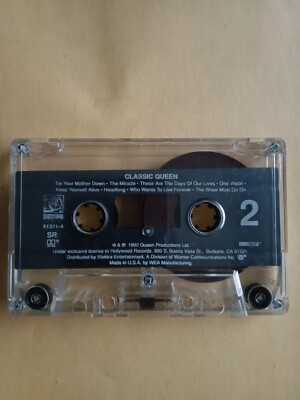 CLASSIC QUEEN
Tie Your Mother Down • The Miracle • These Are The Days Of Our Lives • One Vision •
Keep Yourself Alive • Headlong • Who Wants To Live Forever • The Show Must Go On
2
61311-4
SR
℗ & © 1992 Queen Productions Ltd.
Under exclusive license to Hollywood Records, 500 S. Buena Vista St., Burbank, CA 91521
Distributed by Elektra Entertainment, A Division of Warner Communications Inc.
Made in U.S.A. by WEA Manufacturing.